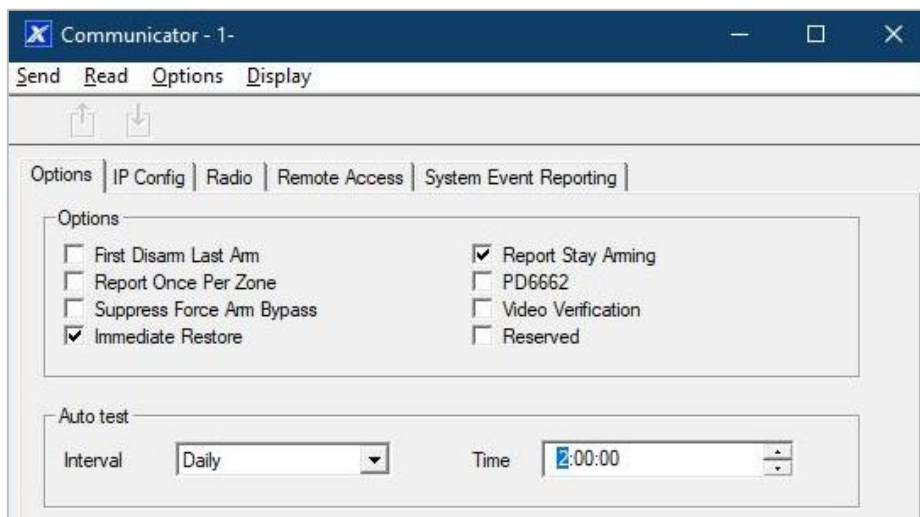 X Communicator - 1-
Send Read Options Display
Options IP Config Radio Remote Access System Event Reporting
Options
First Disarm Last Arm Report Stay Arming
Report Once Per Zone PD6662
Suppress Force Arm Bypass Video Verification
Immediate Restore Reserved
Auto test
Interval Daily Time 2:00:00